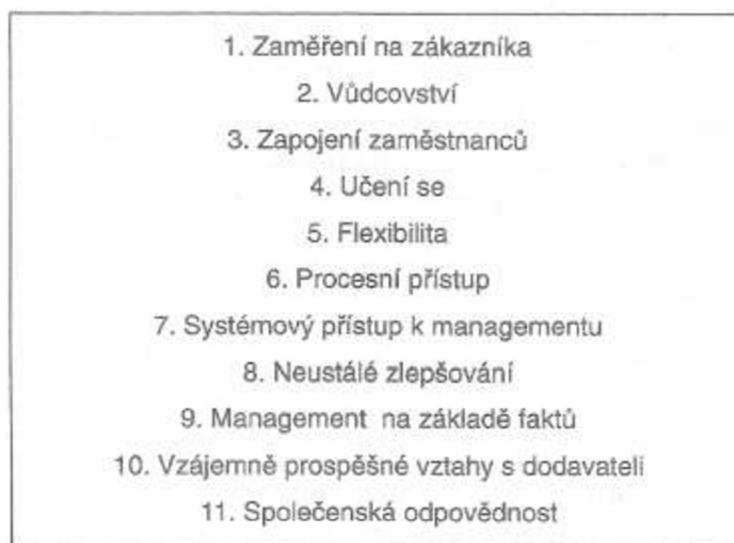 1. Zaměření na zákazníka
2. Vůdcovství
3. Zapojení zaměstnanců
4. Učení se
5. Flexibilita
6. Procesní přístup
7. Systémový přístup k managementu
8. Neustálé zlepšování
9. Management na základě faktů
10. Vzájemně prospěšné vztahy s dodavateli
11. Společenská odpovědnost